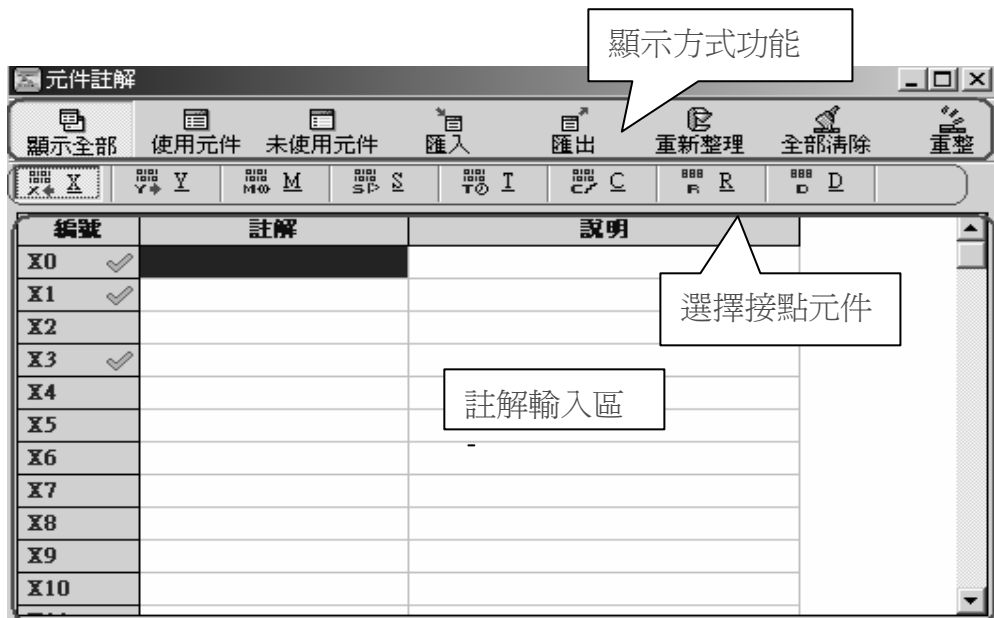 顯示方式功能
元件註解
顯示全部 使用元件 未使用元件 匯入 匯出 重新整理 全部清除 重整
X Y M S T C R D
編號 註解 說明
X0
X1
選擇接點元件
X2
X3
X4
註解輸入區
X5
X6
X7
X8
X9
X10